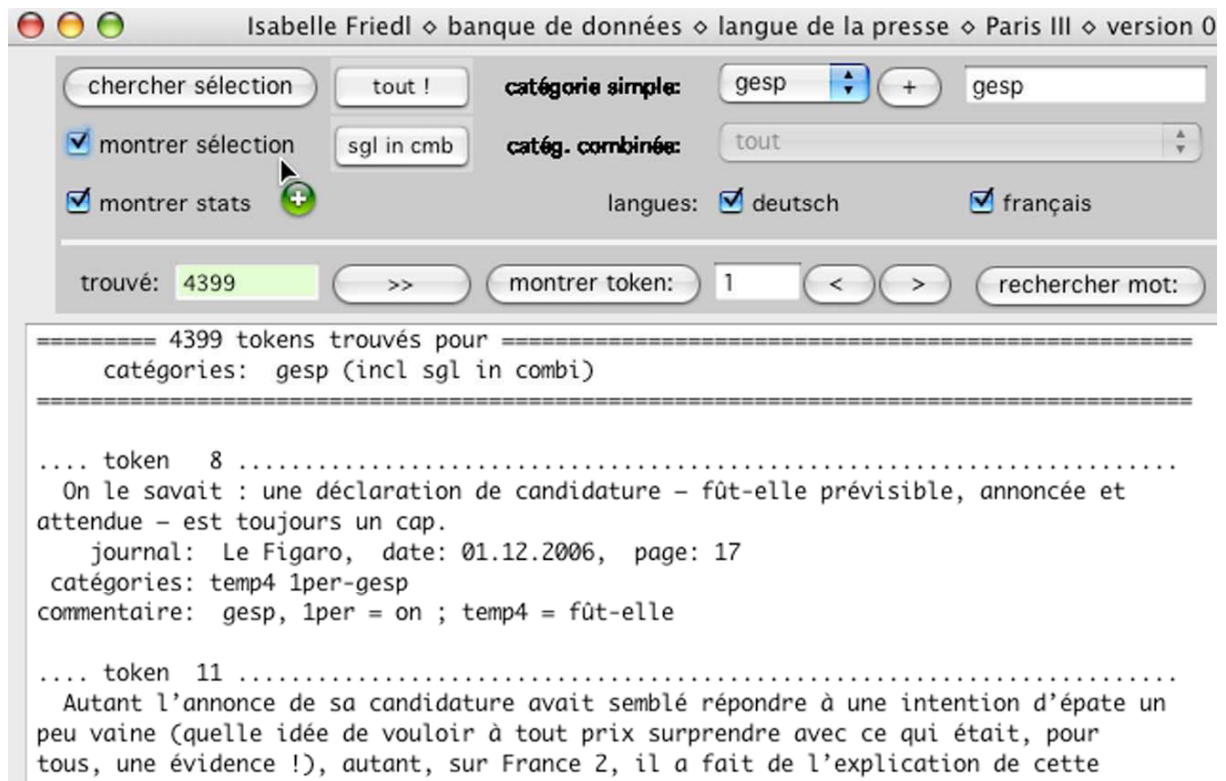 Isabelle Friedl ⋄ banque de données ⋄ langue de la presse ⋄ Paris III ⋄ version 0
chercher sélection tout ! catégorie simple: gesp + gesp
montrer sélection sgl in cmb catég. combinée: tout
montrer stats langues: deutsch français
trouvé: 4399 >> montrer token: 1 < > rechercher mot:
========= 4399 tokens trouvés pour ====================================================
catégories: gesp (incl sgl in combi)
=======================================================================================
.... token 8 .......................................................................
On le savait : une déclaration de candidature – fût-elle prévisible, annoncée et
attendue – est toujours un cap.
journal: Le Figaro, date: 01.12.2006, page: 17
catégories: temp4 1per-gesp
commentaire: gesp, 1per = on ; temp4 = fût-elle
.... token 11 .......................................................................
Autant l’annonce de sa candidature avait semblé répondre à une intention d’épate un
peu vaine (quelle idée de vouloir à tout prix surprendre avec ce qui était, pour
tous, une évidence !), autant, sur France 2, il a fait de l’explication de cette